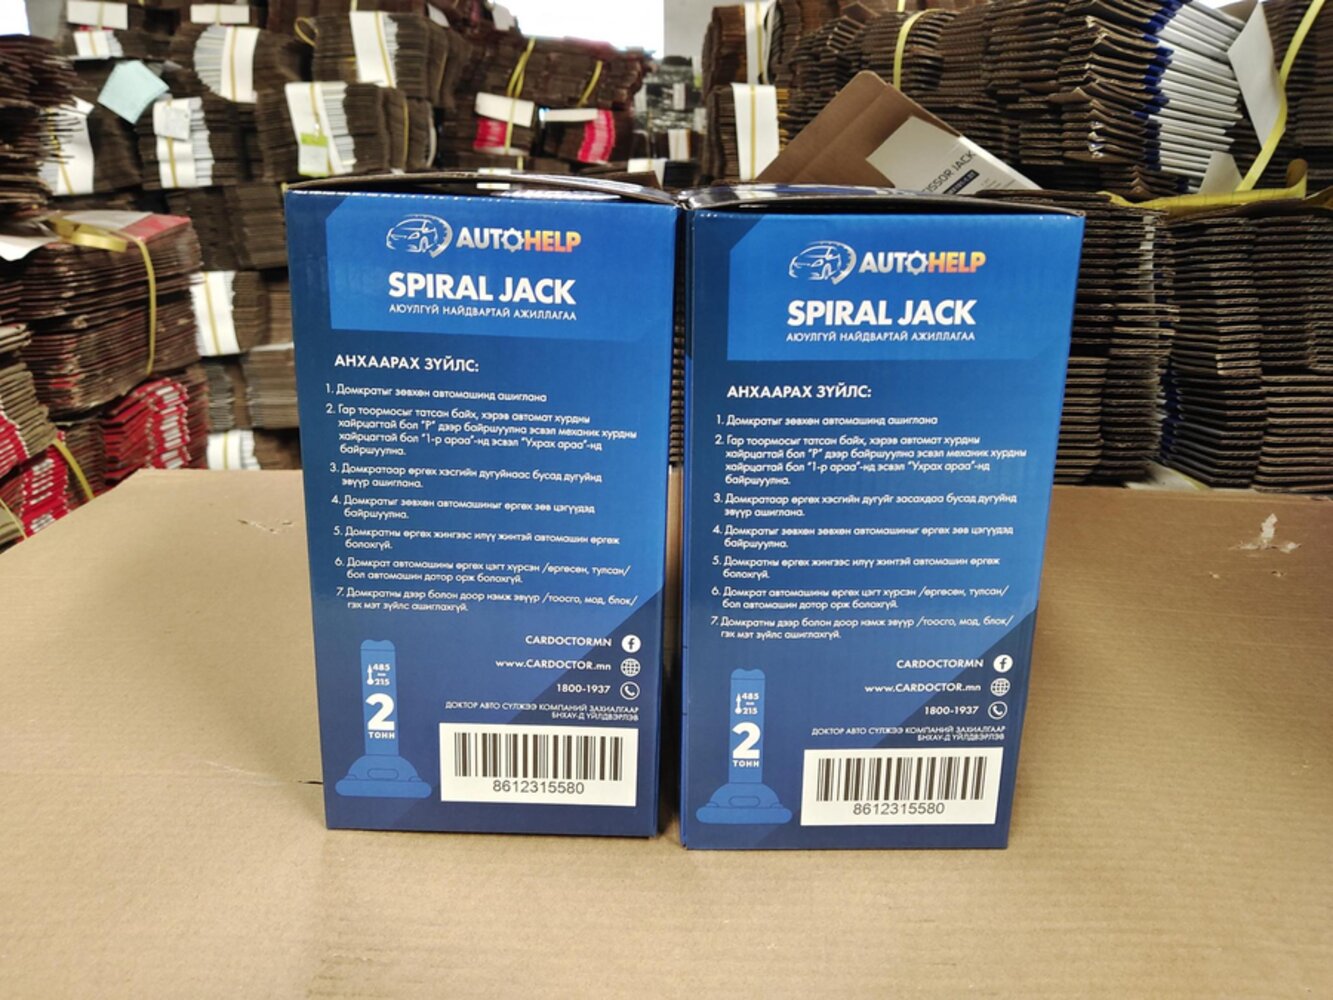 AUTOHELP
SPIRAL JACK
АЮУЛГҮЙ НАЙДВАРТАЙ АЖИЛЛАГАА
АНХААРАХ ЗҮЙЛС:
1. Домкратыг зөвхөн автомашинд ашиглана
2. Гар тоормосыг татсан байх, хэрэв автомат хурдны
хайрцагтай бол "P" дээр байршуулна эсвэл механик хурдны
хайрцагтай бол "1-р араа"-нд эсвэл "Ухрах араа"-нд
байршуулна.
3. Домкратаар өргөх хэсгийн дугуйнаас бусад дугуйнд
эвүүр ашиглана.
4. Домкратыг зөвхөн автомашиныг өргөх зөв цэгүүдэд
байршуулна.
5. Домкратны өргөх жингээс илүү жинтэй автомашин өргөж
болохгүй.
6. Домкрат автомашины өргөх цэгт хүрсэн /өргөсөн, тулсан/
бол автомашин дотор орж болохгүй.
7. Домкратны дээр болон доор нэмж эвүүр /тоосго, мод, блок/
гэх мэт зүйлс ашиглахгүй.
CARDOCTORMN
www.CARDOCTOR.mn
1800-1937
ДОКТОР АВТО СҮЛЖЭЭ КОМПАНИЙ ЗАХИАЛГААР
БНХАУ-Д ҮЙЛДВЭРЛЭВ
485
215
2
ТОНН
8612315580
AUTOHELP
SPIRAL JACK
АЮУЛГҮЙ НАЙДВАРТАЙ АЖИЛЛАГАА
АНХААРАХ ЗҮЙЛС:
1. Домкратыг зөвхөн автомашинд ашиглана
2. Гар тоормосыг татсан байх, хэрэв автомат хурдны
хайрцагтай бол "P" дээр байршуулна эсвэл механик хурдны
хайрцагтай бол "1-р араа"-нд эсвэл "Ухрах араа"-нд
байршуулна.
3. Домкратаар өргөх хэсгийн дугуйг засахдаа бусад дугуйнд
эвүүр ашиглана.
4. Домкратыг зөвхөн зөвхөн автомашиныг өргөх зөв цэгүүдэд
байршуулна.
5. Домкратны өргөх жингээс илүү жинтэй автомашин өргөж
болохгүй.
6. Домкрат автомашины өргөх цэгт хүрсэн /өргөсөн, тулсан/
бол автомашин дотор орж болохгүй.
7. Домкратны дээр болон доор нэмж эвүүр /тоосго, мод, блок/
гэх мэт зүйлс ашиглахгүй.
CARDOCTORMN
www.CARDOCTOR.mn
1800-1937
ДОКТОР АВТО СҮЛЖЭЭ КОМПАНИЙ ЗАХИАЛГААР
БНХАУ-Д ҮЙЛДВЭРЛЭВ
485
215
2
ТОНН
8612315580
JACK